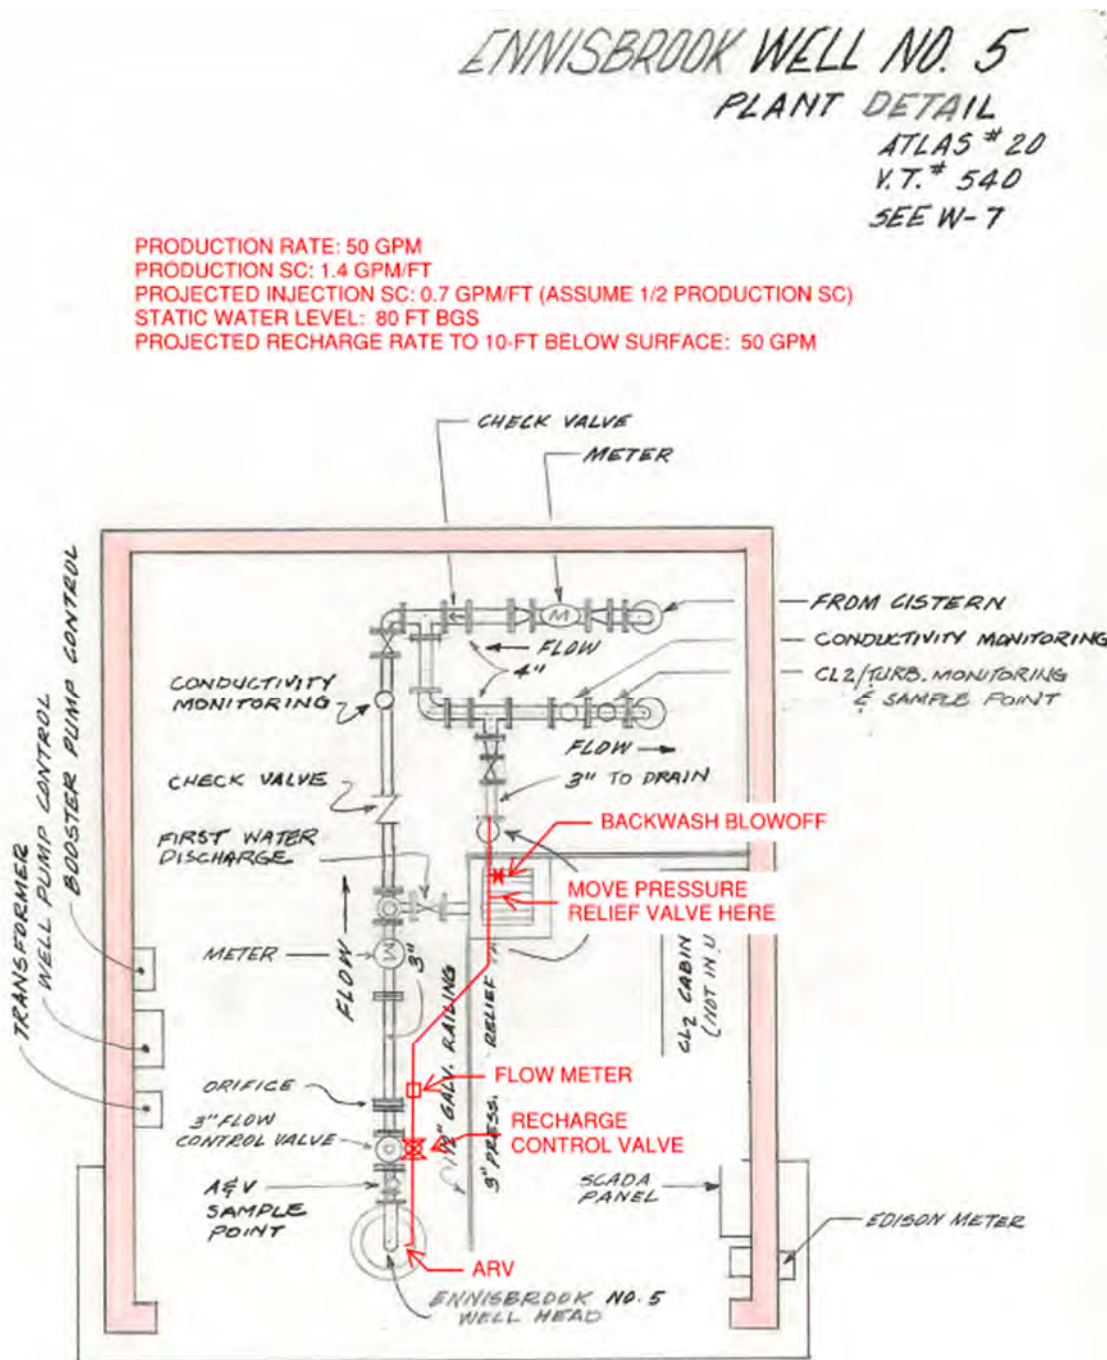 ENNISBROOK WELL NO. 5
PLANT DETAIL
ATLAS # 20
V.T.# 540
SEE W-7
PRODUCTION RATE: 50 GPM
PRODUCTION SC: 1.4 GPM/FT
PROJECTED INJECTION SC: 0.7 GPM/FT (ASSUME 1/2 PRODUCTION SC)
STATIC WATER LEVEL: 80 FT BGS
PROJECTED RECHARGE RATE TO 10-FT BELOW SURFACE: 50 GPM
CHECK VALVE
METER
FROM CISTERN
M
FLOW
4"
CONDUCTIVITY MONITORING
CL2/TURB. MONITORING
& SAMPLE POINT
CONDUCTIVITY
MONITORING
FLOW
3" TO DRAIN
CHECK VALVE
BACKWASH BLOWOFF
FIRST WATER
DISCHARGE
MOVE PRESSURE
RELIEF VALVE HERE
BOOSTER PUMP CONTROL
WELL PUMP CONTROL
TRANSFORMER
METER
M
3"
FLOW
1 1/2" GALV. RAILING
3" PRESS. RELIEF
CL2 CABIN
(NOT IN U
FLOW METER
ORIFICE
3" FLOW
CONTROL VALVE
RECHARGE
CONTROL VALVE
A&V
SAMPLE
POINT
SCADA
PANEL
EDISON METER
ARV
ENNISBROOK NO. 5
WELL HEAD